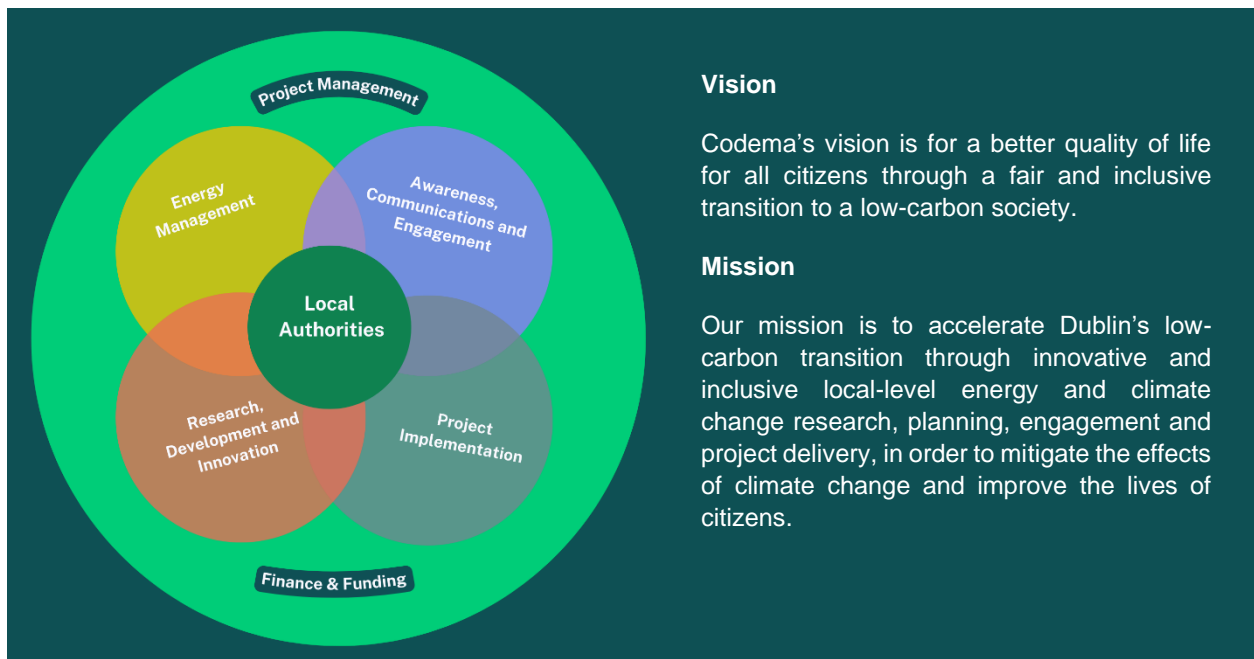 Project Management
Energy
Management
Awareness,
Communications and
Engagement
Local
Authorities
Research,
Development and
Innovation
Project
Implementation
Finance & Funding
Vision
Codema’s vision is for a better quality of life
for all citizens through a fair and inclusive
transition to a low-carbon society.
Mission
Our mission is to accelerate Dublin’s low-
carbon transition through innovative and
inclusive local-level energy and climate
change research, planning, engagement and
project delivery, in order to mitigate the effects
of climate change and improve the lives of
citizens.